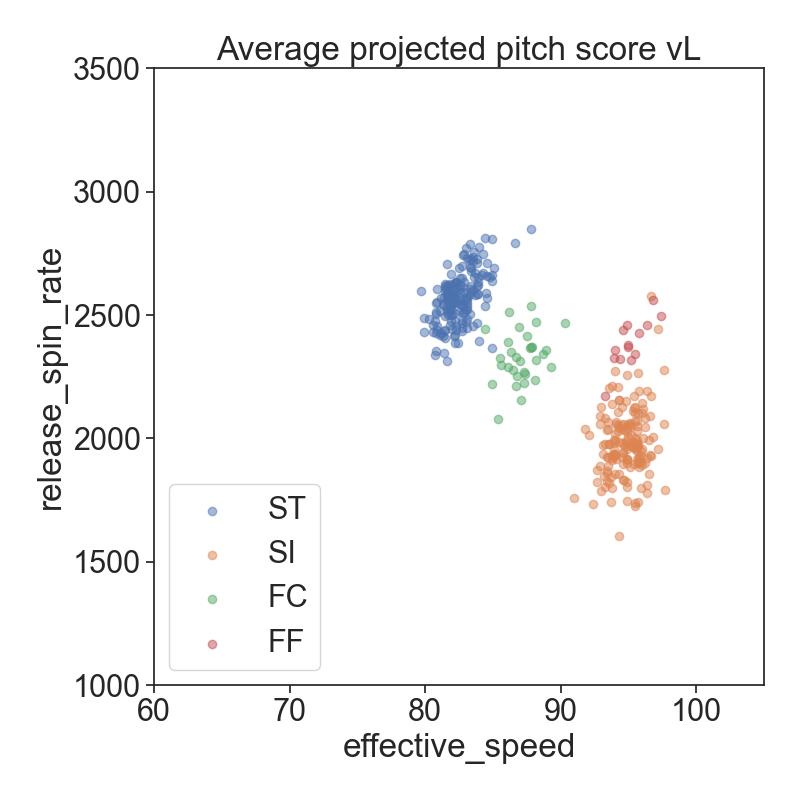 Average projected pitch score vL
3500
3000
2500
2000
1500
1000
release_spin_rate
ST
SI
FC
FF
60 70 80 90 100
effective_speed